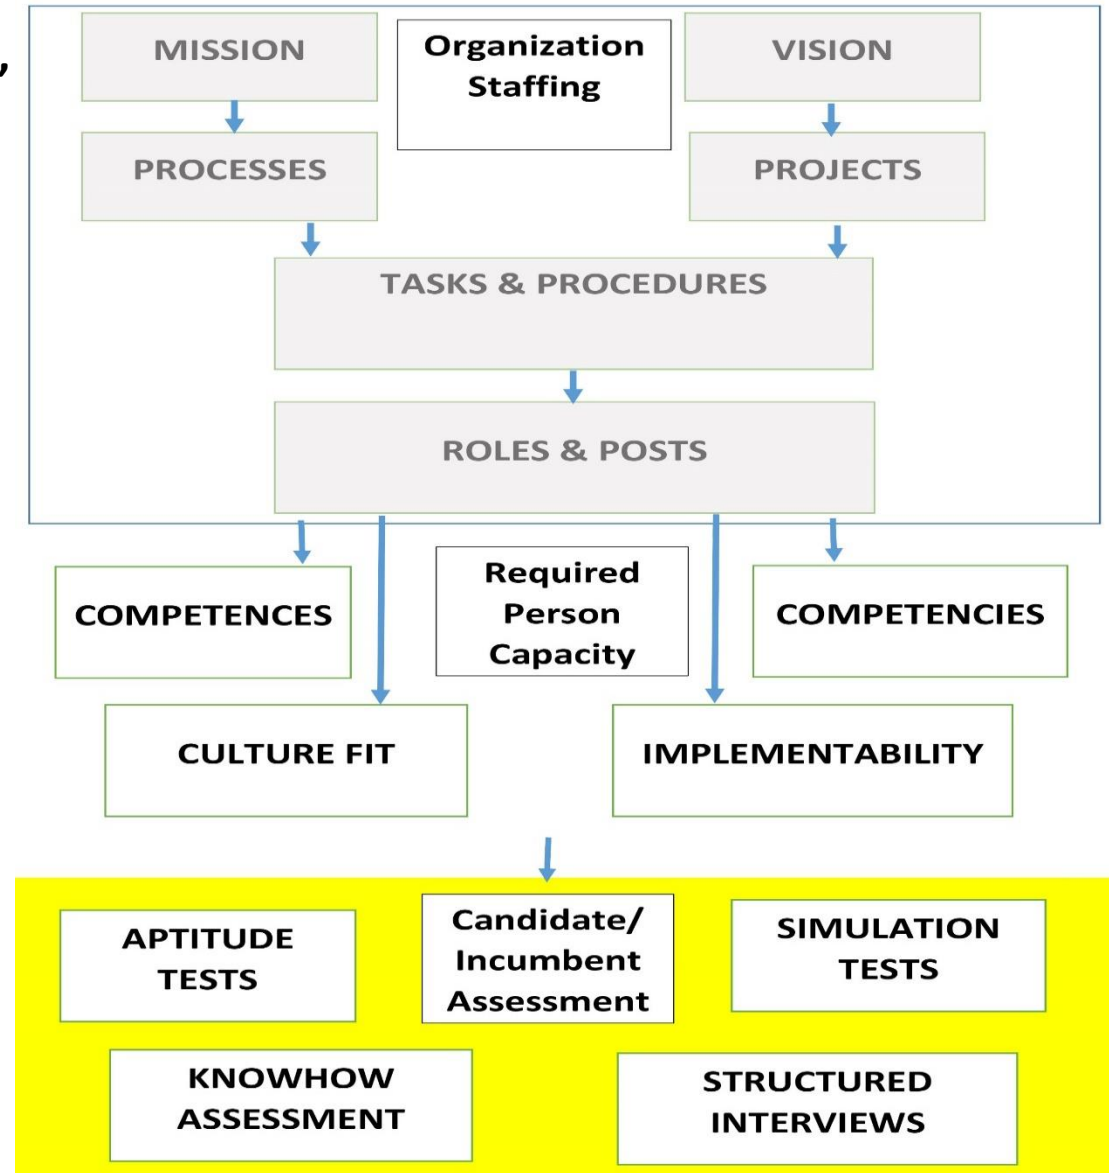 ,
MISSION
Organization
Staffing
VISION
PROCESSES
PROJECTS
TASKS & PROCEDURES
ROLES & POSTS
COMPETENCES
Required
Person
Capacity
COMPETENCIES
CULTURE FIT
IMPLEMENTABILITY
APTITUDE
TESTS
Candidate/
Incumbent
Assessment
SIMULATION
TESTS
KNOWHOW
ASSESSMENT
STRUCTURED
INTERVIEWS